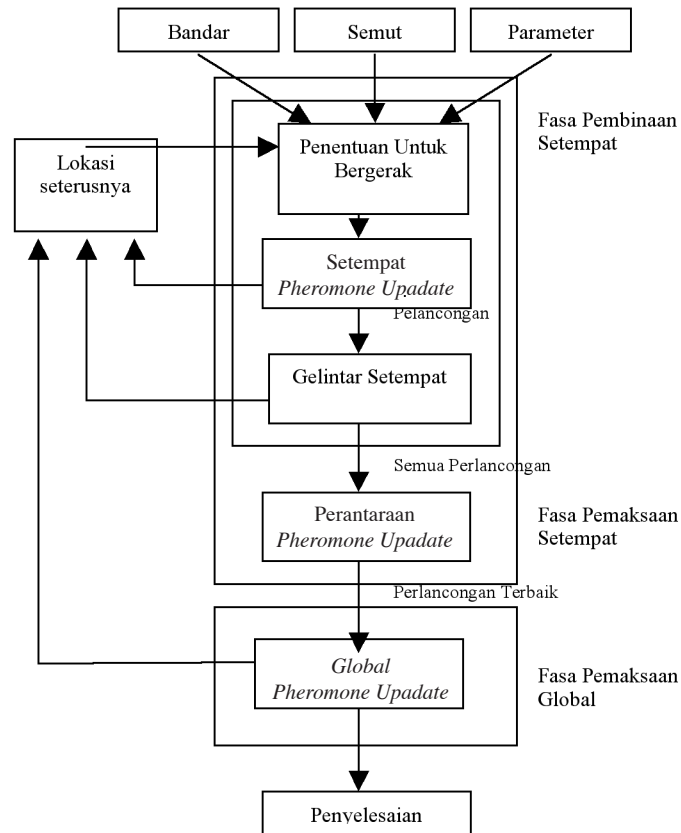 Bandar
Semut
Parameter
Fasa Pembinaan
Setempat
Penentuan Untuk
Bergerak
Lokasi
seterusnya
Setempat
Pheromone Upadate
Pelancongan
Gelintar Setempat
Semua Perlancongan
Perantaraan
Pheromone Upadate
Fasa Pemaksaan
Setempat
Perlancongan Terbaik
Global
Pheromone Upadate
Fasa Pemaksaan
Global
Penyelesaian